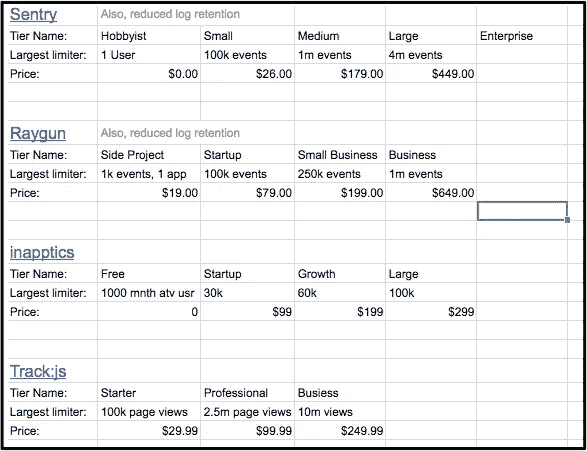 Sentry Also, reduced log retention
Tier Name: Hobbyist Small Medium Large Enterprise
Largest limiter: 1 User 100k events 1m events 4m events
Price: $0.00 $26.00 $179.00 $449.00
Raygun Also, reduced log retention
Tier Name: Side Project Startup Small Business Business
Largest limiter: 1k events, 1 app 100k events 250k events 1m events
Price: $19.00 $79.00 $199.00 $649.00
inapptics
Tier Name: Free Startup Growth Large
Largest limiter: 1000 mnth atv usr 30k 60k 100k
Price: 0 $99 $199 $299
Track:js
Tier Name: Starter Professional Busiess
Largest limiter: 100k page views 2.5m page views 10m views
Price: $29.99 $99.99 $249.99